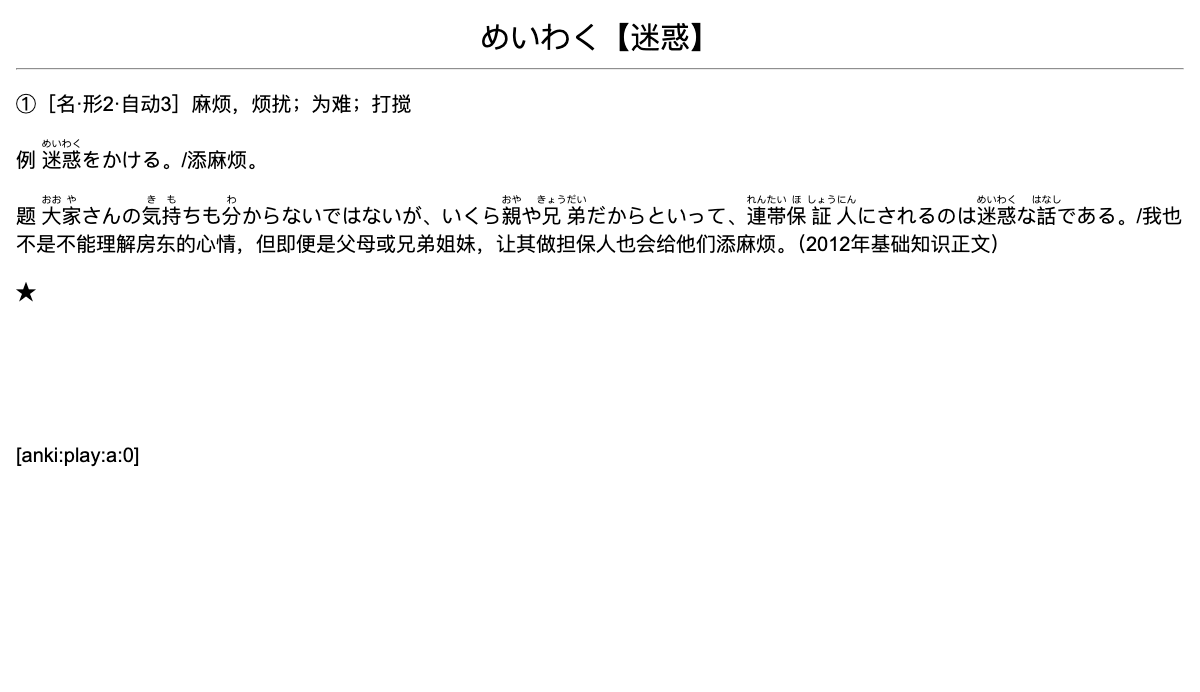 めいわく【迷惑】
①［名·形2·自动3］麻烦，烦扰；为难；打搅
めいわく
例 迷惑をかける。/添麻烦。
おお や き も わ おや きょうだい れんたい ほ しょうにん めいわく はなし
题 大家さんの気持ちも分からないではないが、いくら親や兄弟だからといって、連帯保証人にされるのは迷惑な話である。/我也
不是不能理解房东的心情，但即便是父母或兄弟姐妹，让其做担保人也会给他们添麻烦。（2012年基础知识正文）
★
[anki:play:a:0]